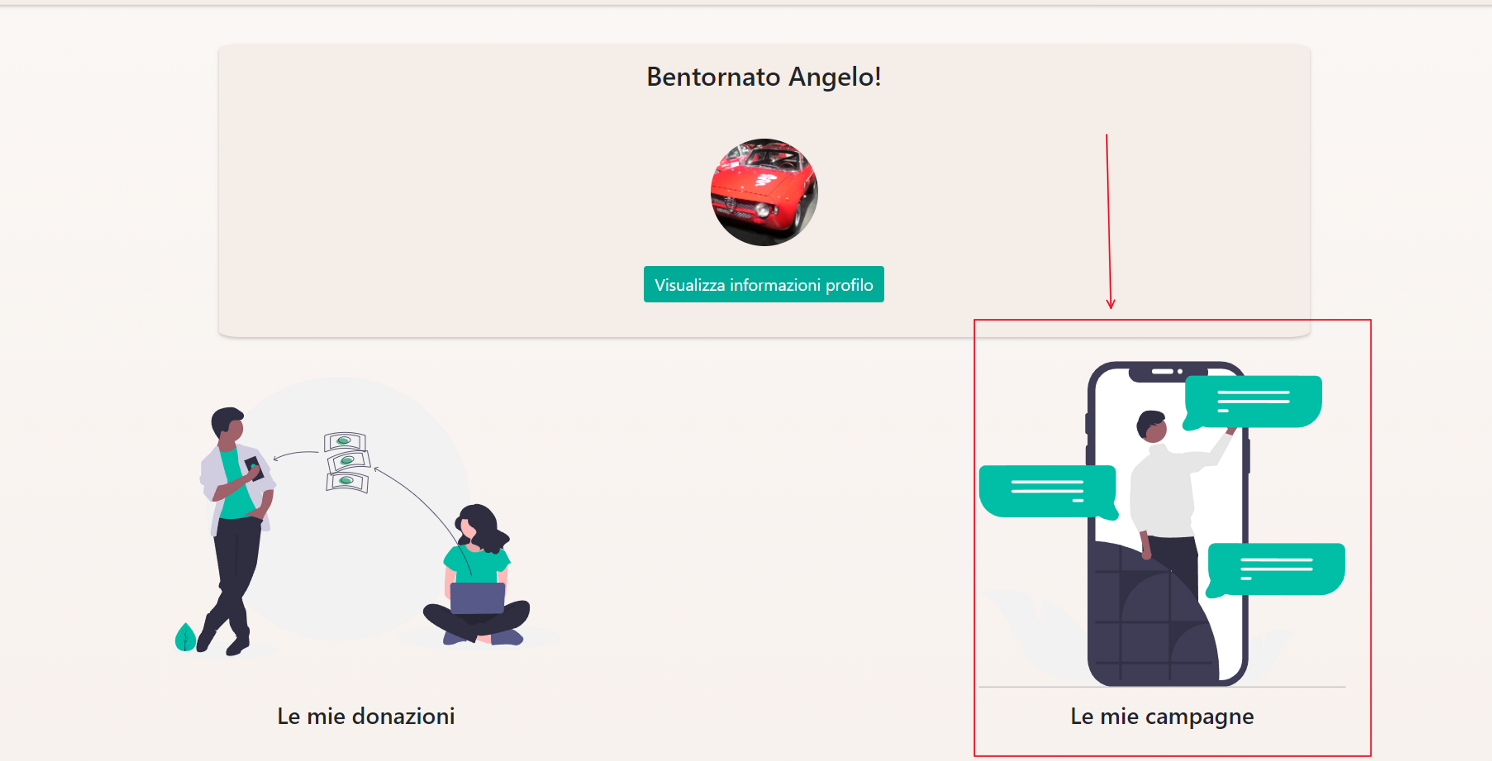 Bentornato Angelo!
Visualizza informazioni profilo
Le mie donazioni
Le mie campagne